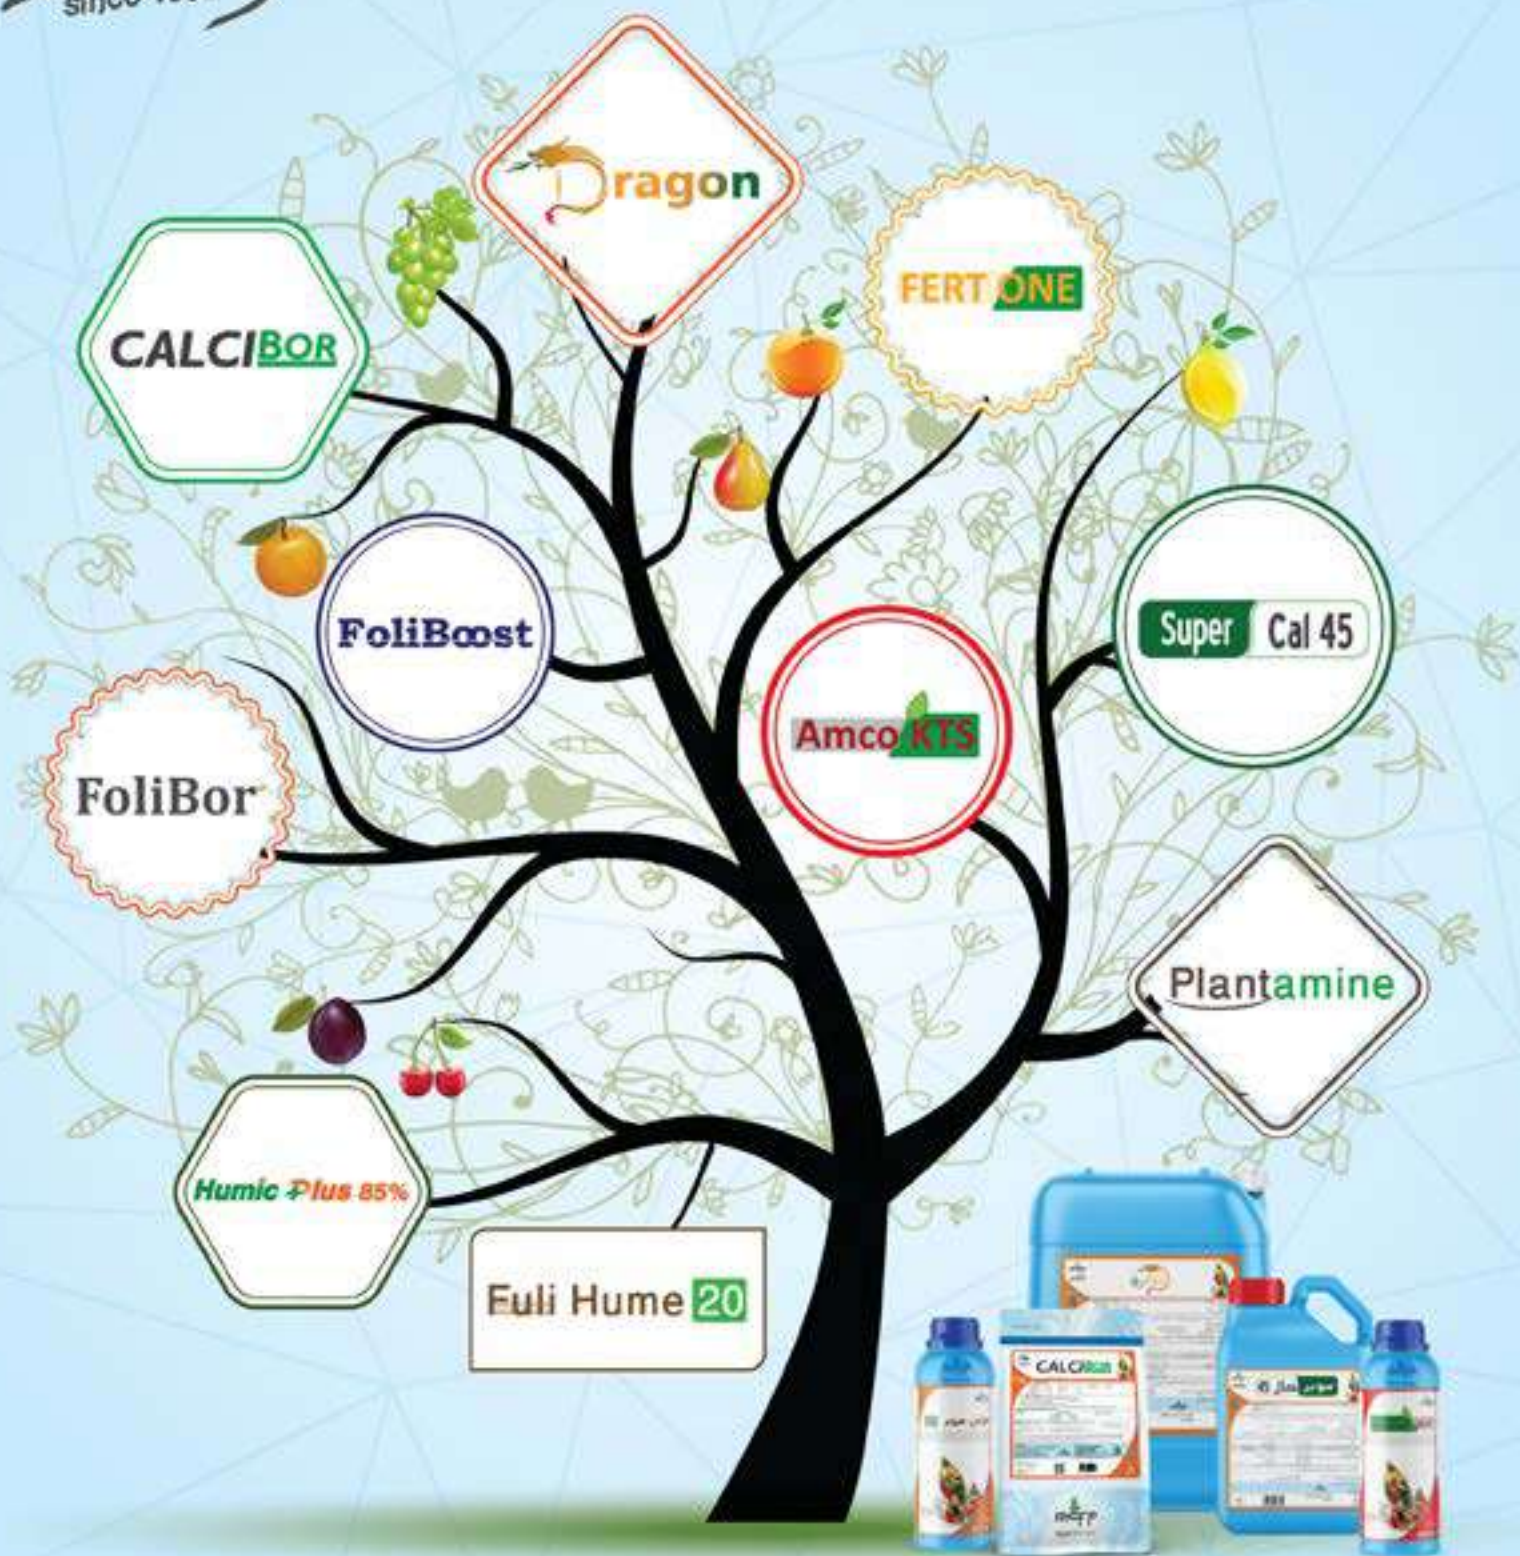 since
Dragon
FERT ONE
CALCIBOR
FoliBoost
Super Cal 45
Amco KTS
FoliBor
Plantamine
Humic Plus 85%
Fuli Hume 20
CALCIBOR